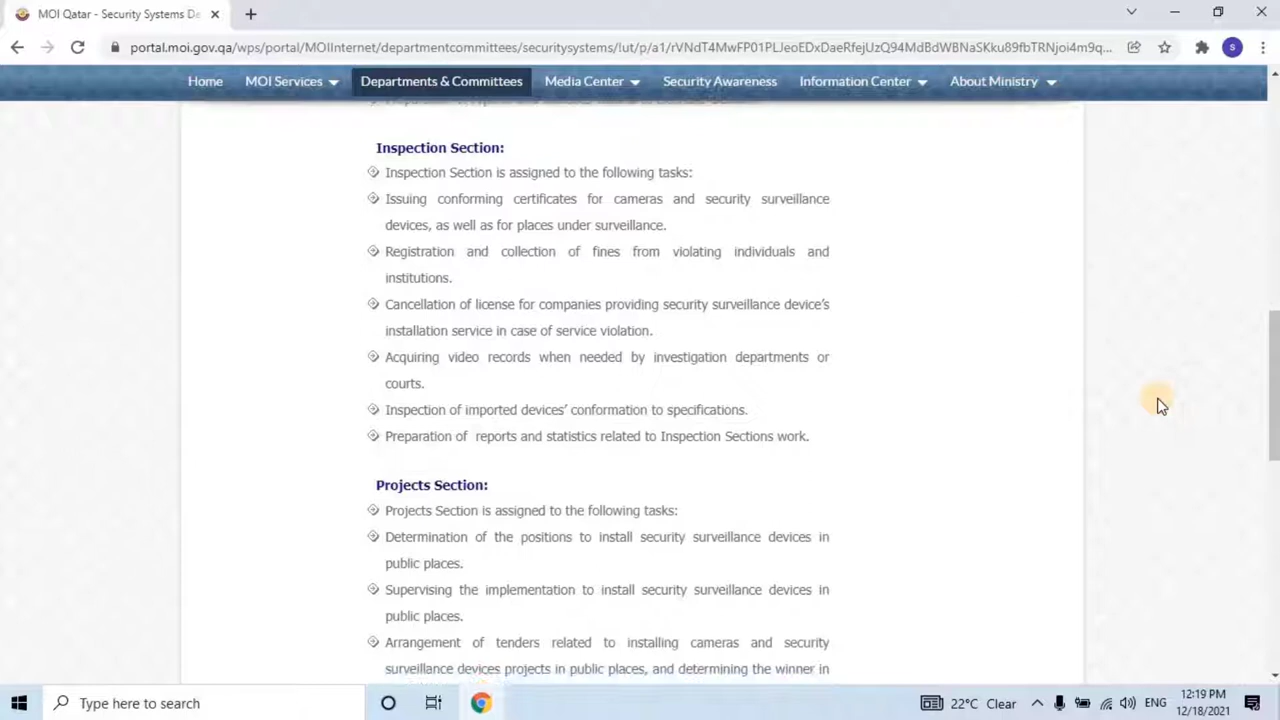 MOI Qatar - Security Systems De
portal.moi.gov.qa/wps/portal/MOIInternet/departmentcommittees/securitysystems/lut/p/a1/rVNdT4MwFP01PLJeoEDxDaeRfejUzQ94MdBdWBNaSKku89fbTRNjoi4m9q...
S
Home MOI Services Departments & Committees Media Center Security Awareness Information Center About Ministry
Inspection Section:
Inspection Section is assigned to the following tasks:
Issuing conforming certificates for cameras and security surveillance
devices, as well as for places under surveillance.
Registration and collection of fines from violating individuals and
institutions.
Cancellation of license for companies providing security surveillance device's
installation service in case of service violation.
Acquiring video records when needed by investigation departments or
courts.
Inspection of imported devices' conformation to specifications.
Preparation of reports and statistics related to Inspection Sections work.
Projects Section:
Projects Section is assigned to the following tasks:
Determination of the positions to install security surveillance devices in
public places.
Supervising the implementation to install security surveillance devices in
public places.
Arrangement of tenders related to installing cameras and security
surveillance devices projects in public places, and determining the winner in
Type here to search
22°C Clear
ENG
12:19 PM
12/18/2021